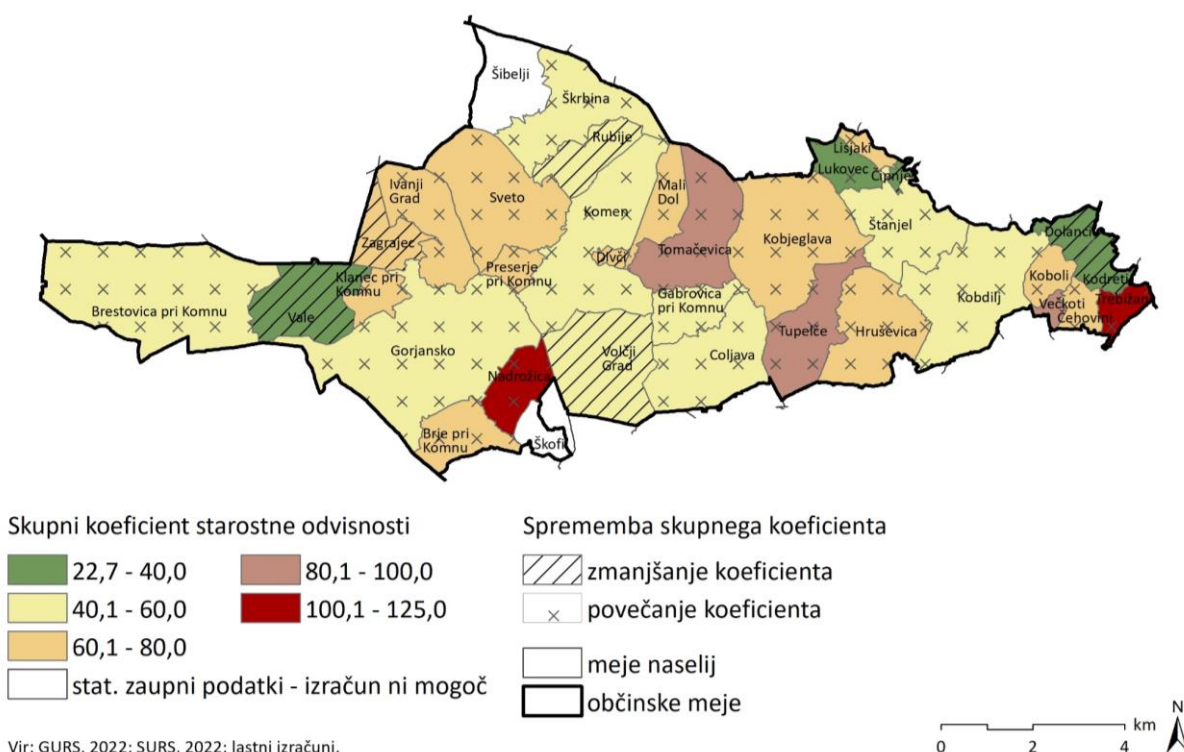 Šibelji
Škrbina
Rubije
Lisjaki
Lukovec
Čipnje
Ivanji
Grad
Sveto
Mali
Dol
Komen
Štanjel
Dolanci
Zagrajec
Tomačevica
Kobjeglava
Divči
Preserje
pri Komnu
Klanec pri
Komnu
Koboli
Kodreti
Brestovica pri Komnu
Vale
Gabrovica
pri Komnu
Kobdilj
Večkoti
Trebižani
Čehovini
Gorjansko
Volčji
Grad
Coljava
Tupelče
Hruševica
Nadrožica
Brje pri
Komnu
Škofi
Skupni koeficient starostne odvisnosti
22,7 - 40,0
40,1 - 60,0
60,1 - 80,0
80,1 - 100,0
100,1 - 125,0
stat. zaupni podatki - izračun ni mogoč
Sprememba skupnega koeficienta
zmanjšanje koeficienta
povečanje koeficienta
meje naselij
občinske meje
N
km
0 2 4
Vir: GURS, 2022; SURS, 2022; lastni izračuni.